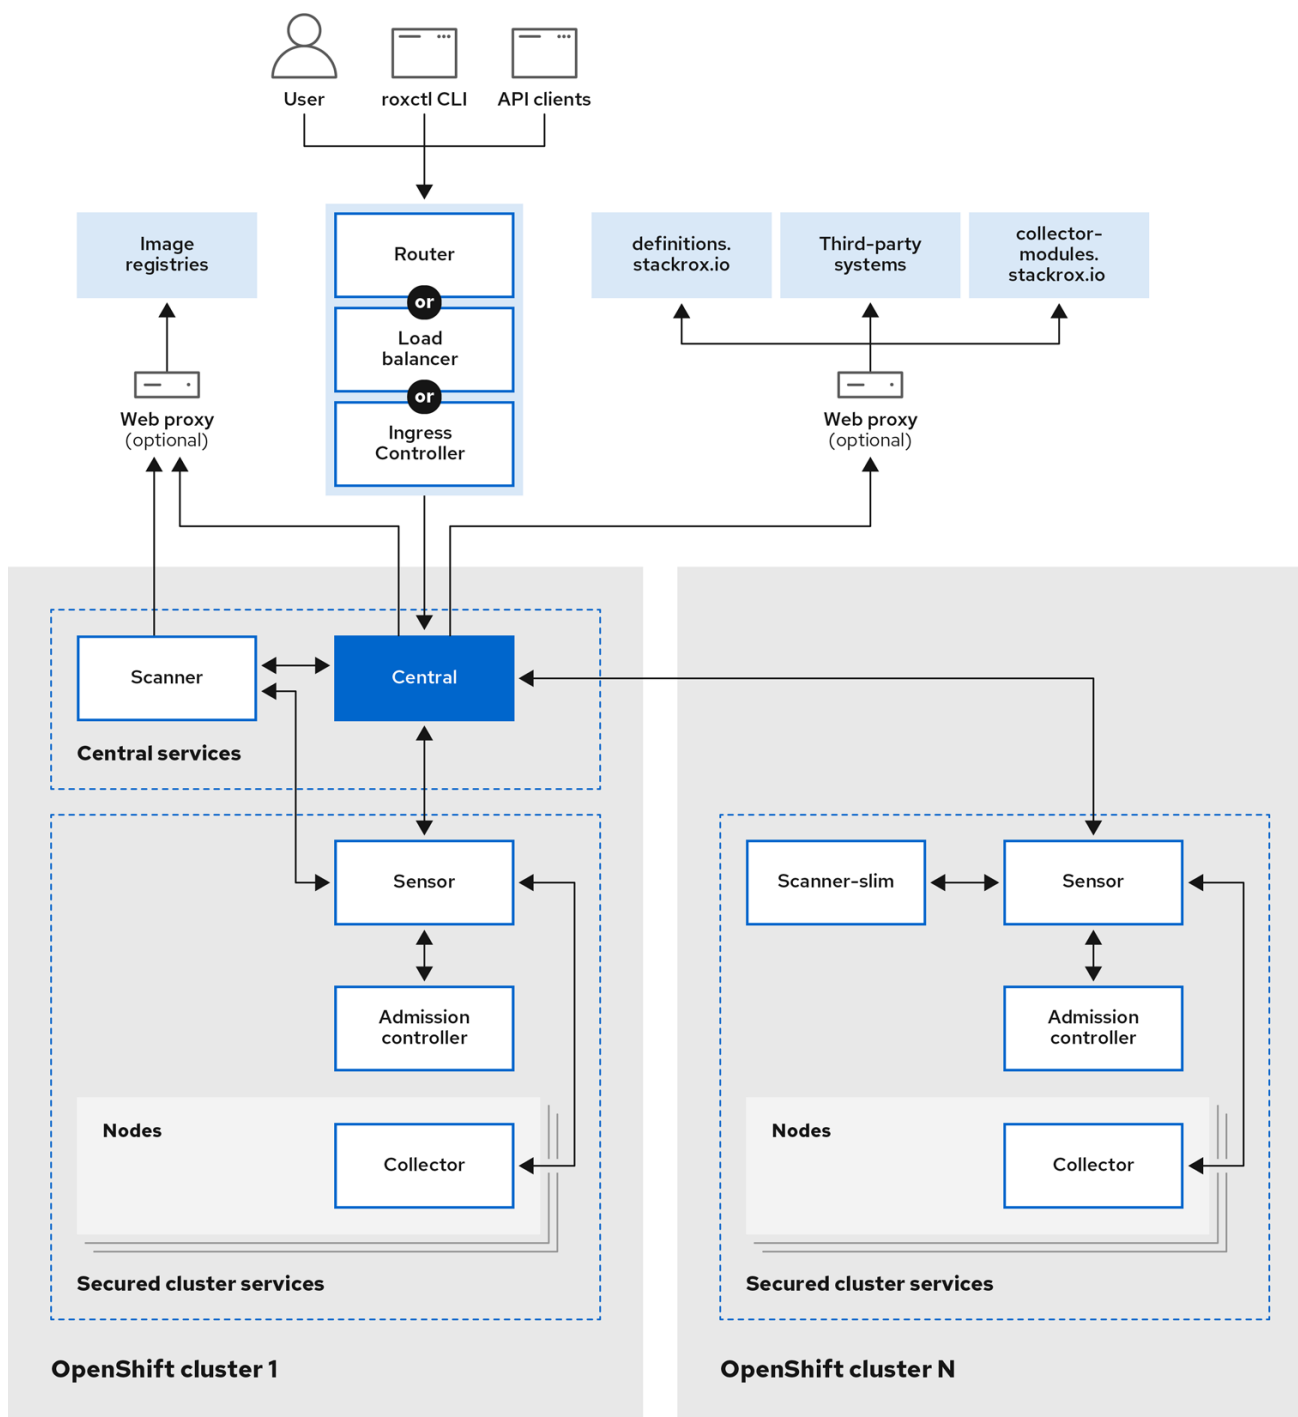 User
roxctl CLI
API clients
Image
registries
Router
or
Load
balancer
or
Ingress
Controller
definitions.
stackrox.io
Third-party
systems
collector-
modules.
stackrox.io
Web proxy
(optional)
Web proxy
(optional)
Scanner
Central
Central services
Sensor
Admission
controller
Nodes
Collector
Secured cluster services
OpenShift cluster 1
Scanner-slim
Sensor
Admission
controller
Nodes
Collector
Secured cluster services
OpenShift cluster N